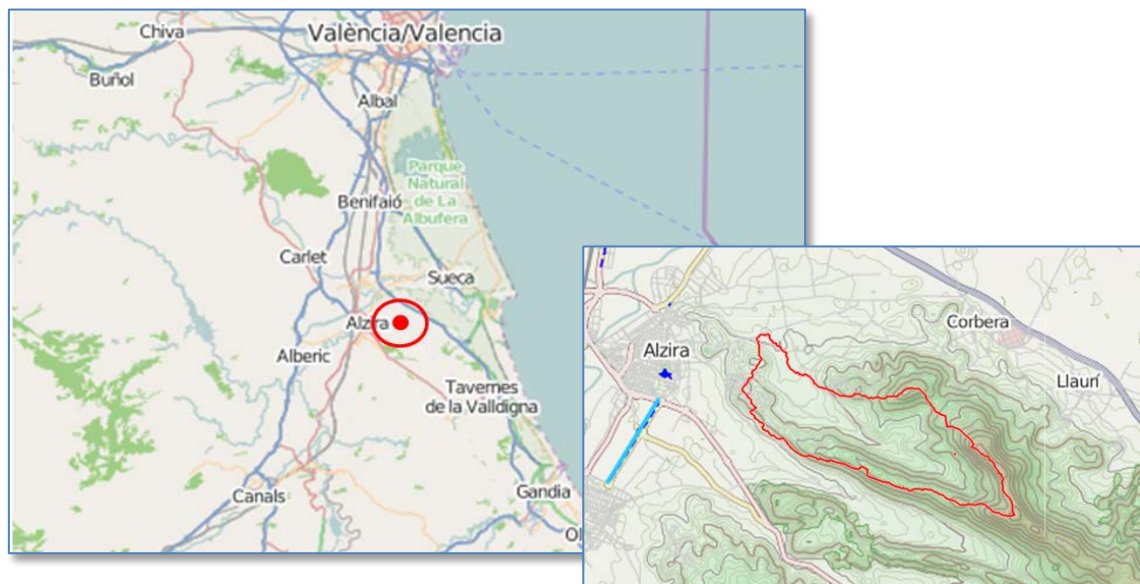 València/Valencia
Chiva
Buñol
Albal
Parque
Natural
de La
Albufera
Benifaió
Carlet
Sueca
Alzira
Alberic
Tavernes
de la Valldigna
Canals
Gandia
Ol
Corbera
Alzira
Llaurí